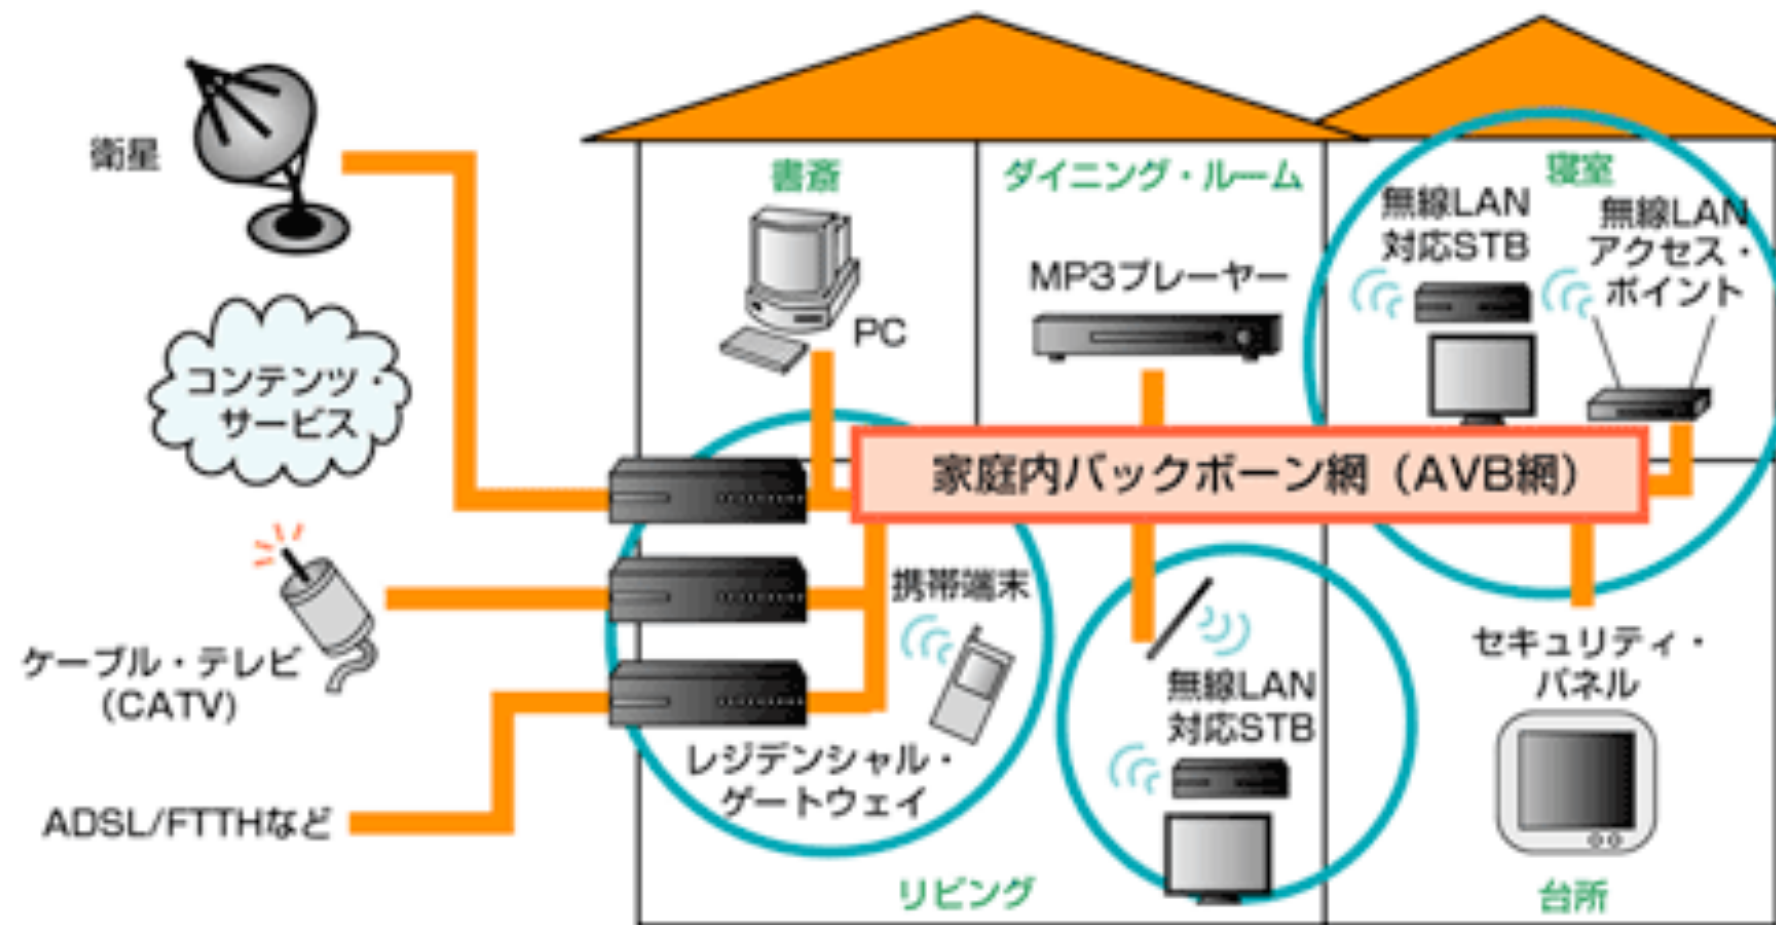 衛星
コンテンツ・
サービス
ケーブル・テレビ
(CATV)
ADSL/FTTHなど
書斎
PC
ダイニング・ルーム
MP3プレーヤー
寝室
無線LAN
対応STB
無線LAN
アクセス・
ポイント
家庭内バックボーン網（AVB網）
携帯端末
レジデンシャル・
ゲートウェイ
無線LAN
対応STB
リビング
セキュリティ・
パネル
台所